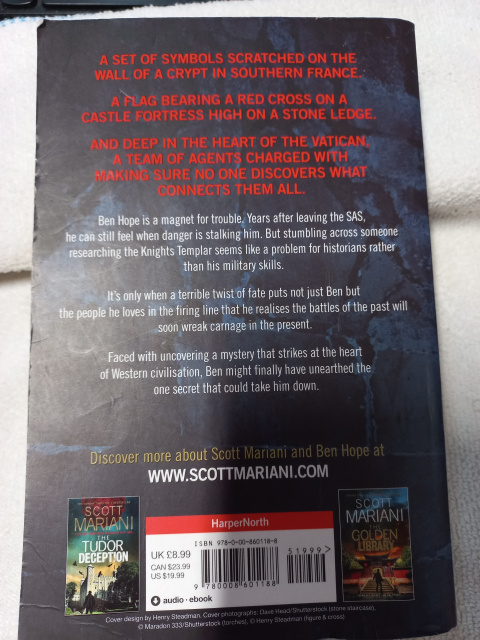 A SET OF SYMBOLS SCRATCHED ON THE
WALL OF A CRYPT IN SOUTHERN FRANCE.
A FLAG BEARING A RED CROSS ON A
CASTLE FORTRESS HIGH ON A STONE LEDGE.
AND DEEP IN THE HEART OF THE VATICAN,
A TEAM OF AGENTS CHARGED WITH
MAKING SURE NO ONE DISCOVERS WHAT
CONNECTS THEM ALL.
Ben Hope is a magnet for trouble. Years after leaving the SAS,
he can still feel when danger is stalking him. But stumbling across someone
researching the Knights Templar seems like a problem for historians rather
than his military skills.
It's only when a terrible twist of fate puts not just Ben but
the people he loves in the firing line that he realises the battles of the past will
soon wreak carnage in the present.
Faced with uncovering a mystery that strikes at the heart
of Western civilisation, Ben might finally have unearthed the
one secret that could take him down.
Discover more about Scott Mariani and Ben Hope at
WWW.SCOTTMARIANI.COM
SCOTT
MARIANI
THE
TUDOR
DECEPTION
HarperNorth
ISBN 978-0-00-860118-8
UK £8.99
CAN $23.99
US $19.99
51999>
9 780008 601188
audio · ebook
SCOTT
MARIANI
THE
GOLDEN
LIBRARY
Cover design by Henry Steadman. Cover photographs: Dave Head/Shutterstock (stone staircase),
© Maradon 333/Shutterstock (torches), © Henry Steadman (figure & cross)